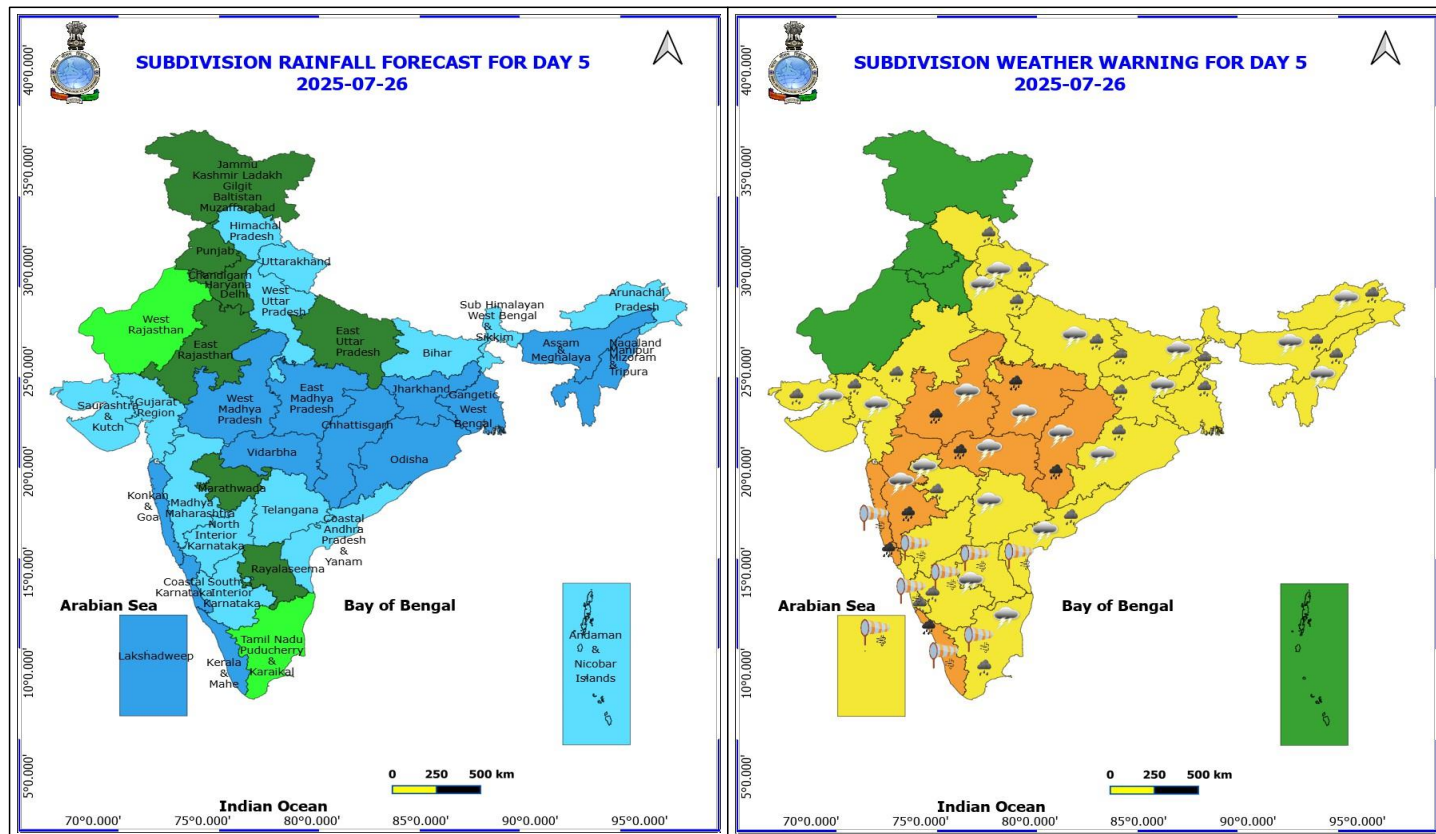 SUBDIVISION RAINFALL FORECAST FOR DAY 5
2025-07-26
40°0.000'
35°0.000'
30°0.000'
25°0.000'
20°0.000'
15°0.000'
10°0.000'
5°0.000'
Jammu
Kashmir Ladakh
Gilgit
Baltistan
Muzaffarabad
Himachal
Pradesh
Punjab
Uttarakhand
Chandigarh
Haryana
Delhi
West
Uttar
Pradesh
West
Rajasthan
East
Rajasthan
East
Uttar
Pradesh
Sub Himalayan
West Bengal
&
Sikkim
Arunachal
Pradesh
Assam
&
Meghalaya
Nagaland
Manipur
Mizoram
&
Tripura
Bihar
Saurashtra
&
Kutch
Gujarat
Region
West
Madhya
Pradesh
East
Madhya
Pradesh
Jharkhand
Gangetic
West
Bengal
Chhattisgarh
Vidarbha
Odisha
Konkan
&
Goa
Marathwada
Madhya
Maharashtra
North
Interior
Karnataka
Telangana
Coastal
Andhra
Pradesh
&
Yanam
Rayalaseema
Coastal
Karnataka
South
Interior
Karnataka
Arabian Sea
Bay of Bengal
Lakshadweep
Kerala
&
Mahe
Tamil Nadu
Puducherry
&
Karaikal
Andaman
&
Nicobar
Islands
0 250 500 km
Indian Ocean
70°0.000' 75°0.000' 80°0.000' 85°0.000' 90°0.000' 95°0.000'
SUBDIVISION WEATHER WARNING FOR DAY 5
2025-07-26
40°0.000'
35°0.000'
30°0.000'
25°0.000'
20°0.000'
15°0.000'
10°0.000'
5°0.000'
Arabian Sea
Bay of Bengal
0 250 500 km
Indian Ocean
70°0.000' 75°0.000' 80°0.000' 85°0.000' 90°0.000' 95°0.000'